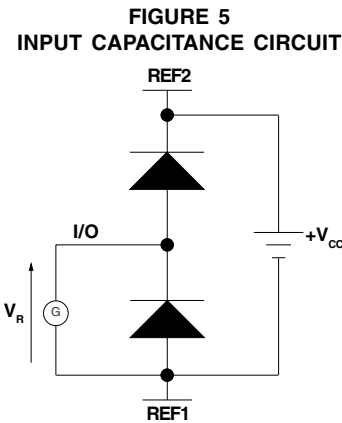 FIGURE 5
INPUT CAPACITANCE CIRCUIT
REF2
I/O
+VCC
VR
G
REF1